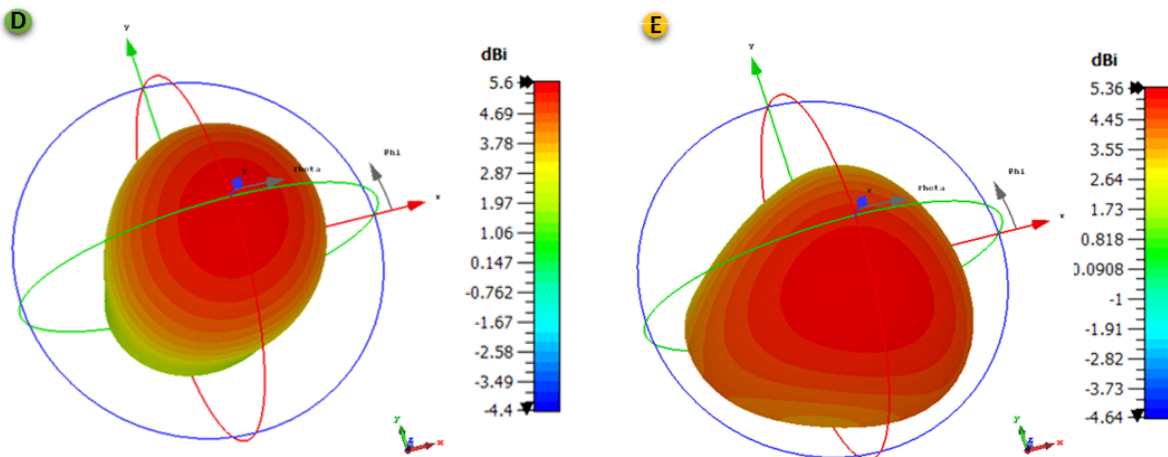 D
y
z
Theta
Phi
x
dBi
5.6
4.69
3.78
2.87
1.97
1.06
0.147
-0.762
-1.67
-2.58
-3.49
-4.4
y
z
x
E
y
z
Theta
Phi
x
dBi
5.36
4.45
3.55
2.64
1.73
0.818
0.0908
-1
-1.91
-2.82
-3.73
-4.64
y
z
x